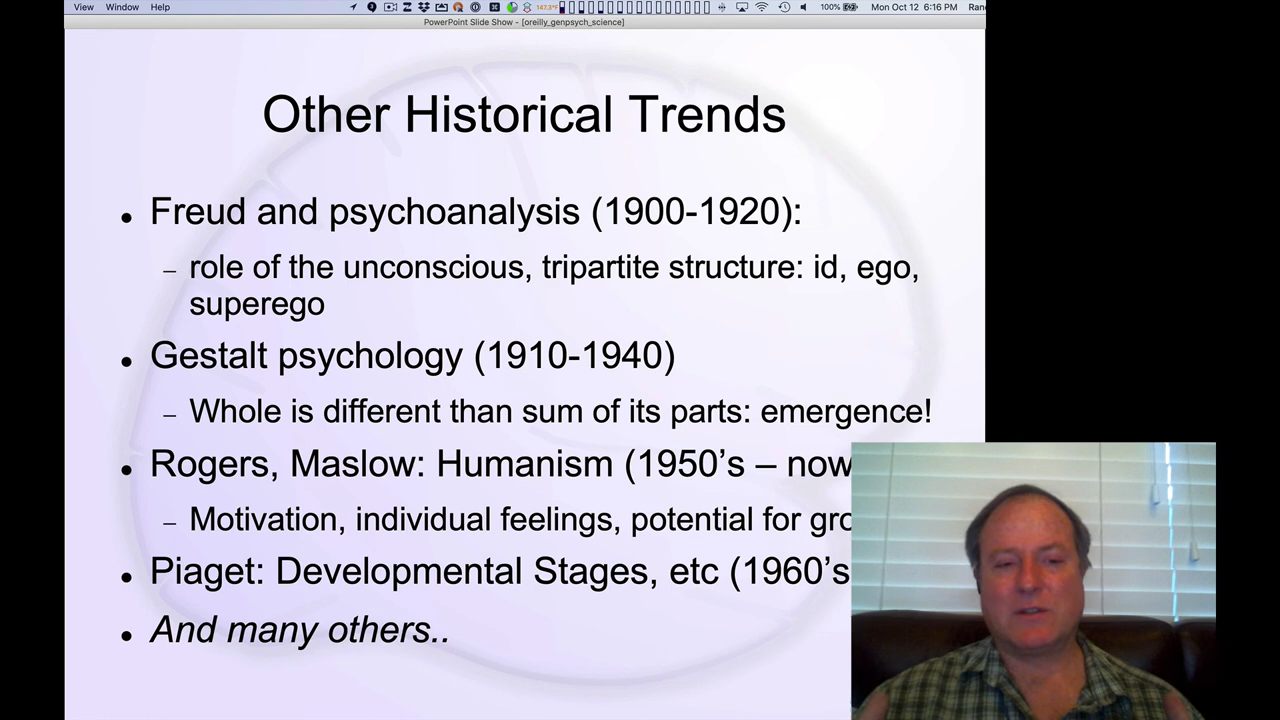 View Window Help 147.3°F 100% Mon Oct 12 6:16 PM Rand
PowerPoint Slide Show - [oreilly_genpsych_science]
Other Historical Trends
• Freud and psychoanalysis (1900-1920):
– role of the unconscious, tripartite structure: id, ego,
superego
• Gestalt psychology (1910-1940)
– Whole is different than sum of its parts: emergence!
• Rogers, Maslow: Humanism (1950’s – now
– Motivation, individual feelings, potential for gro
• Piaget: Developmental Stages, etc (1960’s
• And many others..